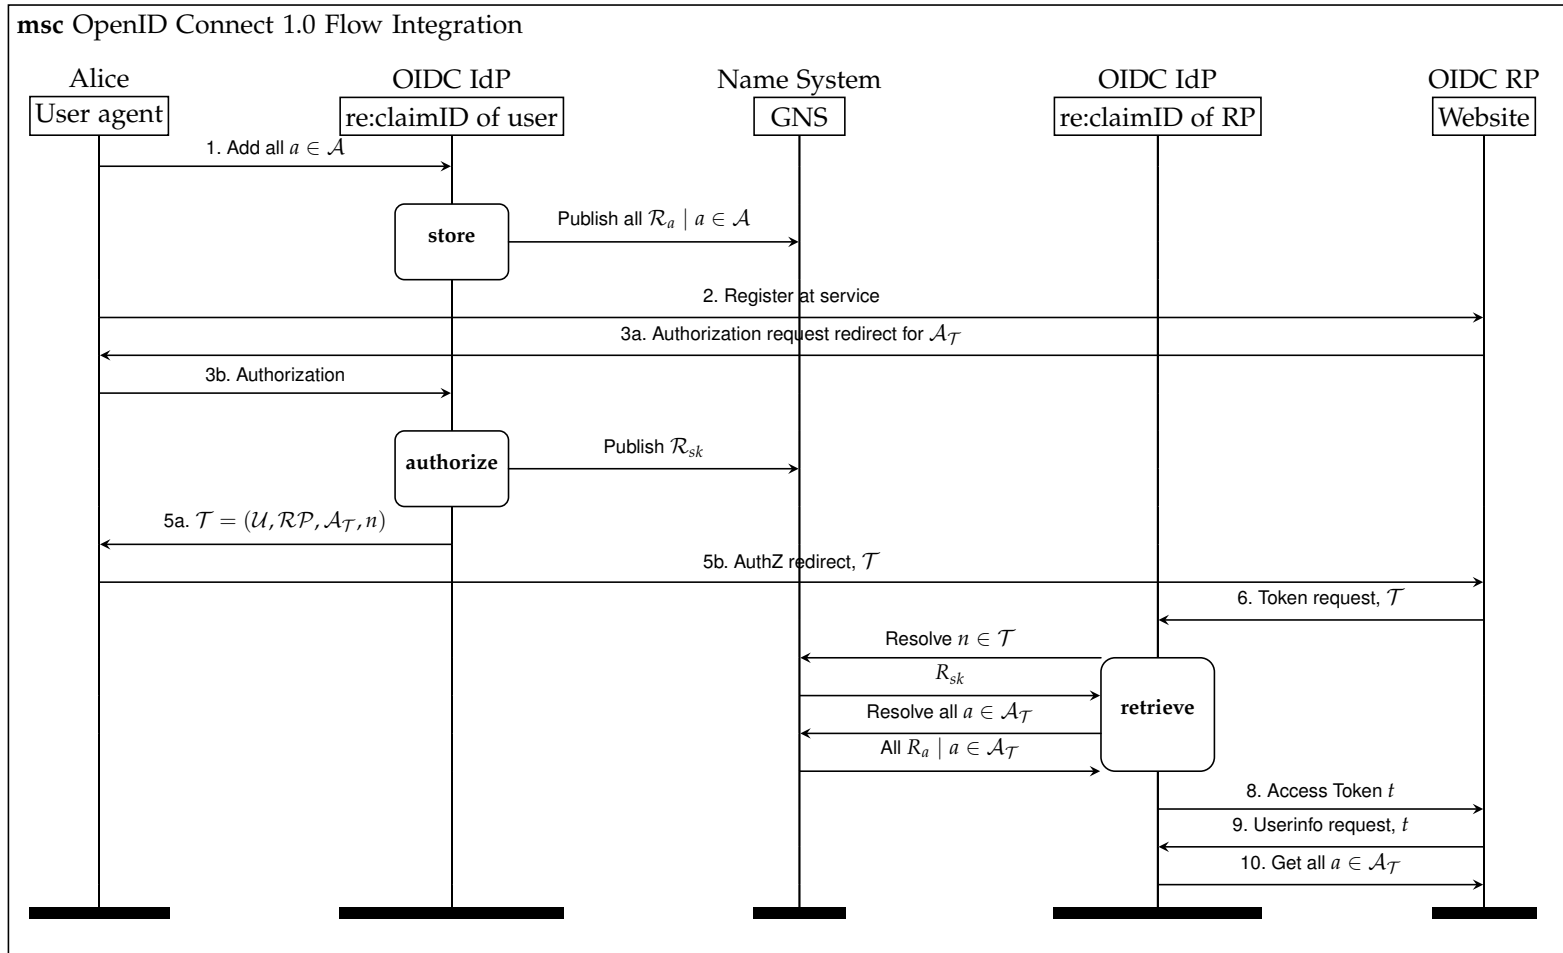 msc OpenID Connect 1.0 Flow Integration
Alice
OIDC IdP
Name System
OIDC IdP
OIDC RP
User agent
re:claimID of user
GNS
re:claimID of RP
Website
1. Add all a ∈ 𝒜
store
Publish all ℛ_a | a ∈ 𝒜
2. Register at service
3a. Authorization request redirect for 𝒜_𝒯
3b. Authorization
authorize
Publish ℛ_sk
5a. 𝒯 = (𝒰, ℛ𝒫, 𝒜_𝒯, n)
5b. AuthZ redirect, 𝒯
6. Token request, 𝒯
Resolve n ∈ 𝒯
R_sk
retrieve
Resolve all a ∈ 𝒜_𝒯
All R_a | a ∈ 𝒜_𝒯
8. Access Token t
9. Userinfo request, t
10. Get all a ∈ 𝒜_𝒯